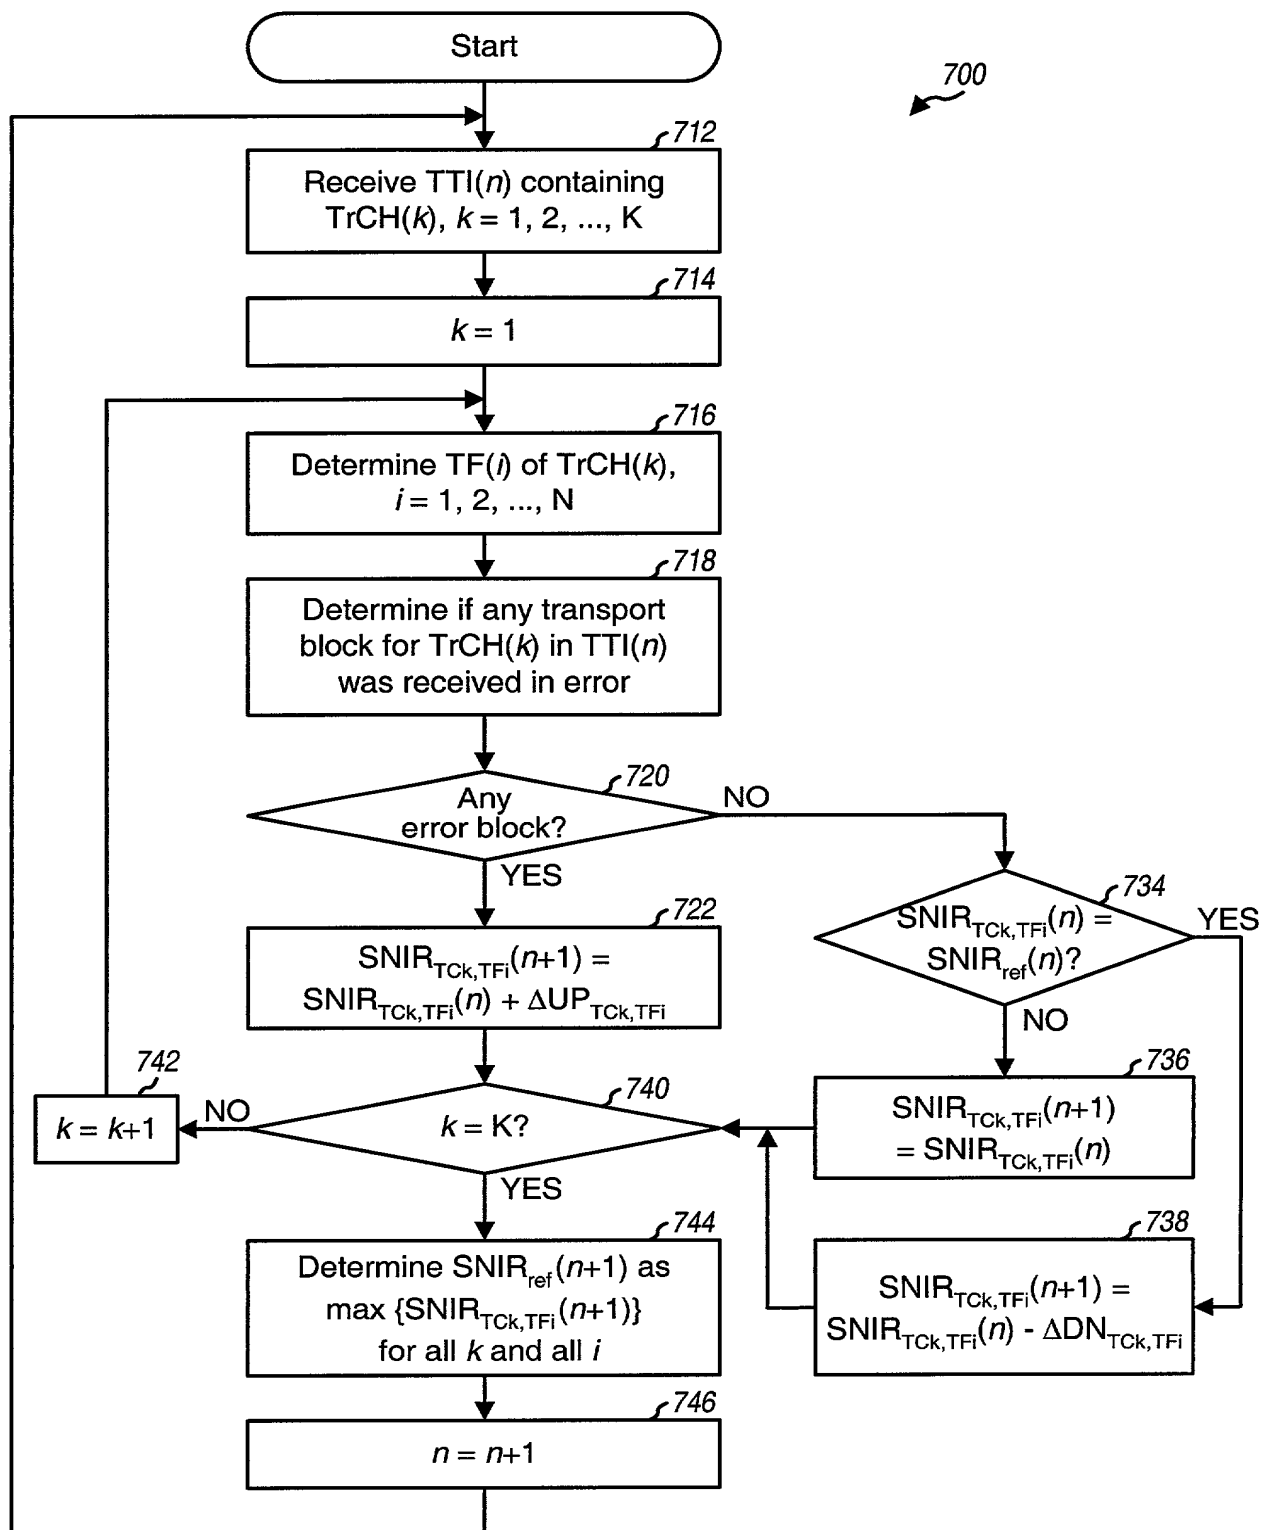 Start
700
712
Receive TTI(n) containing
TrCH(k), k = 1, 2, ..., K
714
k = 1
716
Determine TF(i) of TrCH(k),
i = 1, 2, ..., N
718
Determine if any transport
block for TrCH(k) in TTI(n)
was received in error
720
Any
error block?
NO
YES
734
SNIR_TCk,TFi(n) =
SNIR_ref(n)?
YES
NO
722
SNIR_TCk,TFi(n+1) =
SNIR_TCk,TFi(n) + ΔUP_TCk,TFi
736
SNIR_TCk,TFi(n+1)
= SNIR_TCk,TFi(n)
740
k = K?
NO
YES
742
k = k+1
738
SNIR_TCk,TFi(n+1) =
SNIR_TCk,TFi(n) - ΔDN_TCk,TFi
744
Determine SNIR_ref(n+1) as
max {SNIR_TCk,TFi(n+1)}
for all k and all i
746
n = n+1